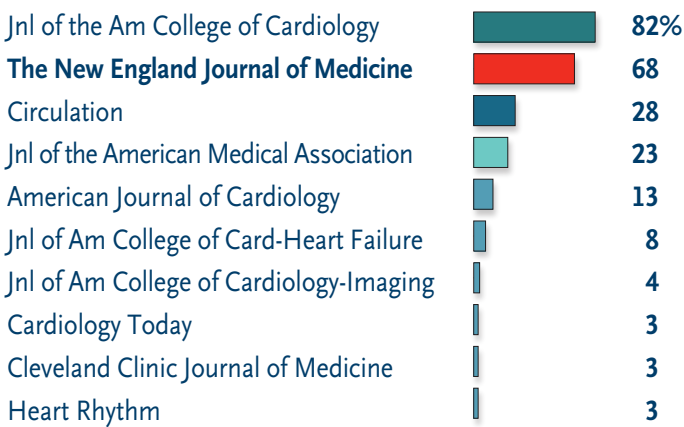 Jnl of the Am College of Cardiology 82%
The New England Journal of Medicine 68
Circulation 28
Jnl of the American Medical Association 23
American Journal of Cardiology 13
Jnl of Am College of Card-Heart Failure 8
Jnl of Am College of Cardiology-Imaging 4
Cardiology Today 3
Cleveland Clinic Journal of Medicine 3
Heart Rhythm 3